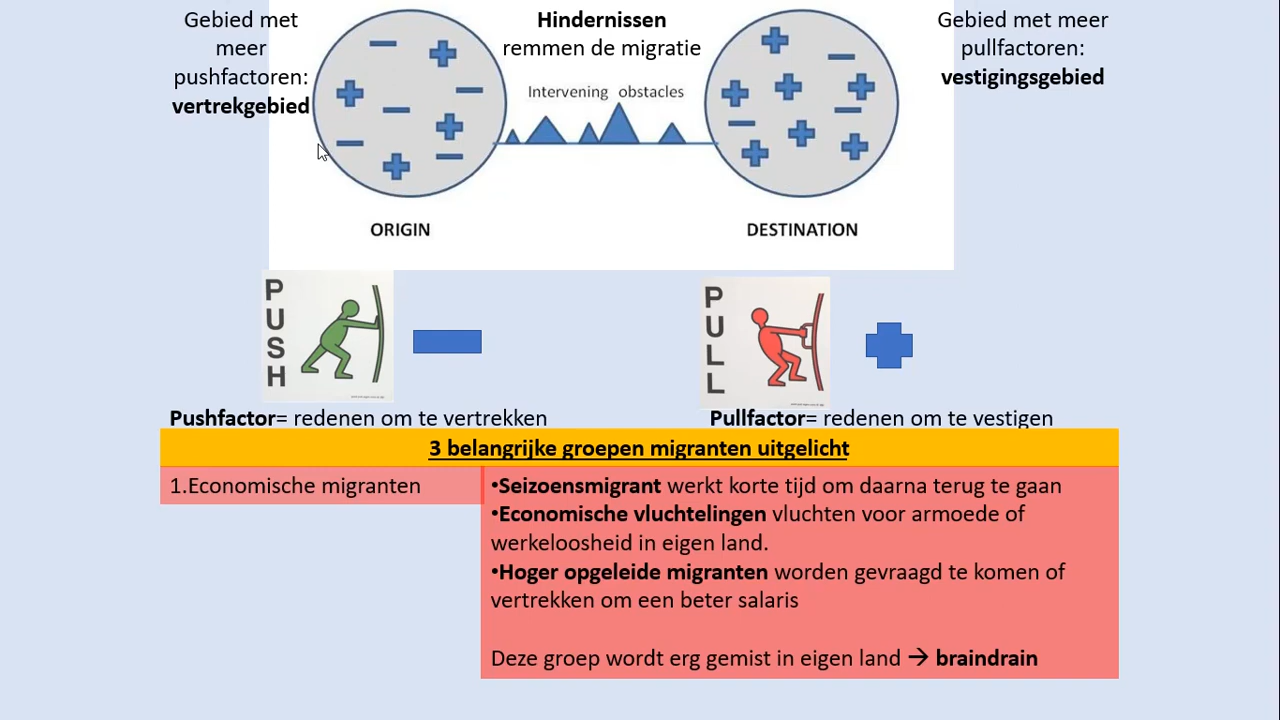 Gebied met
meer
pushfactoren:
vertrekgebied
Hindernissen
remmen de migratie
Intervening obstacles
Gebied met meer
pullfactoren:
vestigingsgebied
ORIGIN
DESTINATION
PUSH
PULL
Pushfactor= redenen om te vertrekken
Pullfactor= redenen om te vestigen
3 belangrijke groepen migranten uitgelicht
1.Economische migranten
•Seizoensmigrant werkt korte tijd om daarna terug te gaan
•Economische vluchtelingen vluchten voor armoede of
werkeloosheid in eigen land.
•Hoger opgeleide migranten worden gevraagd te komen of
vertrekken om een beter salaris
Deze groep wordt erg gemist in eigen land → braindrain